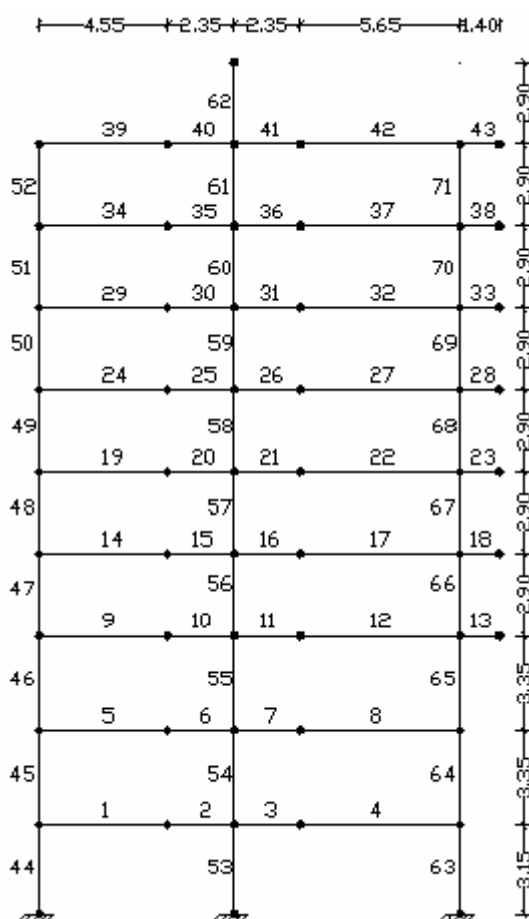 4.55 2.35 2.35 5.65 1.40
62 2.90
39 40 41 42 43
52 61 71 2.90
34 35 36 37 38
51 60 70 2.90
29 30 31 32 33
50 59 69 2.90
24 25 26 27 28
49 58 68 2.90
19 20 21 22 23
48 57 67 2.90
14 15 16 17 18
47 56 66 2.90
9 10 11 12 13
46 55 65 3.35
5 6 7 8
45 54 64 3.35
1 2 3 4
44 53 63 3.15